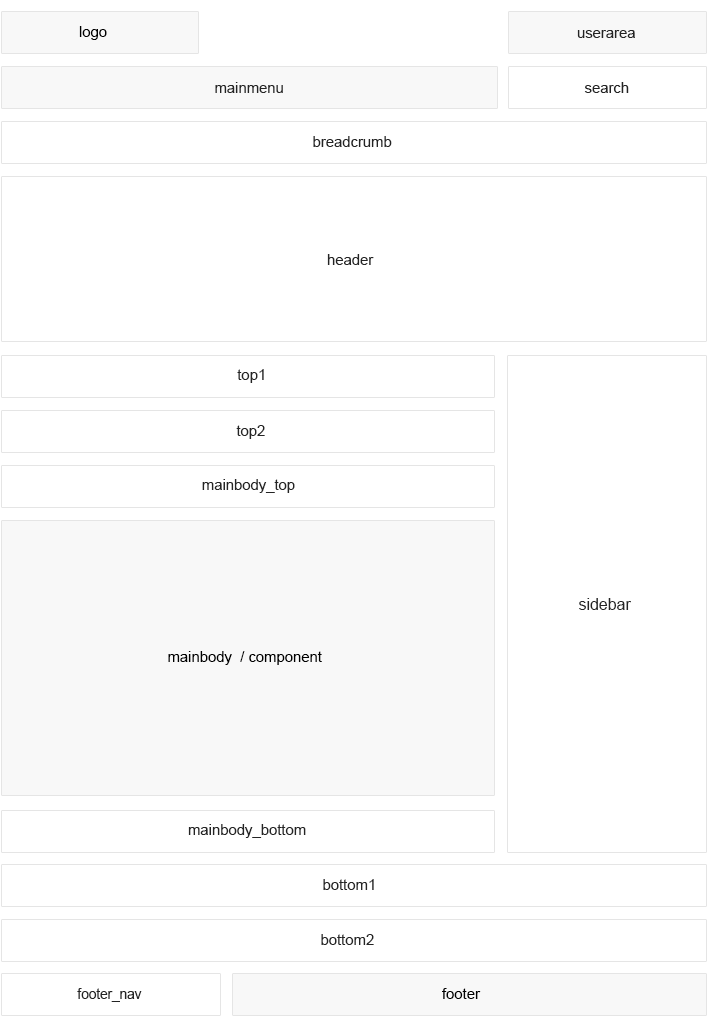 logo
userarea
mainmenu
search
breadcrumb
header
top1
top2
mainbody_top
mainbody / component
sidebar
mainbody_bottom
bottom1
bottom2
footer_nav
footer